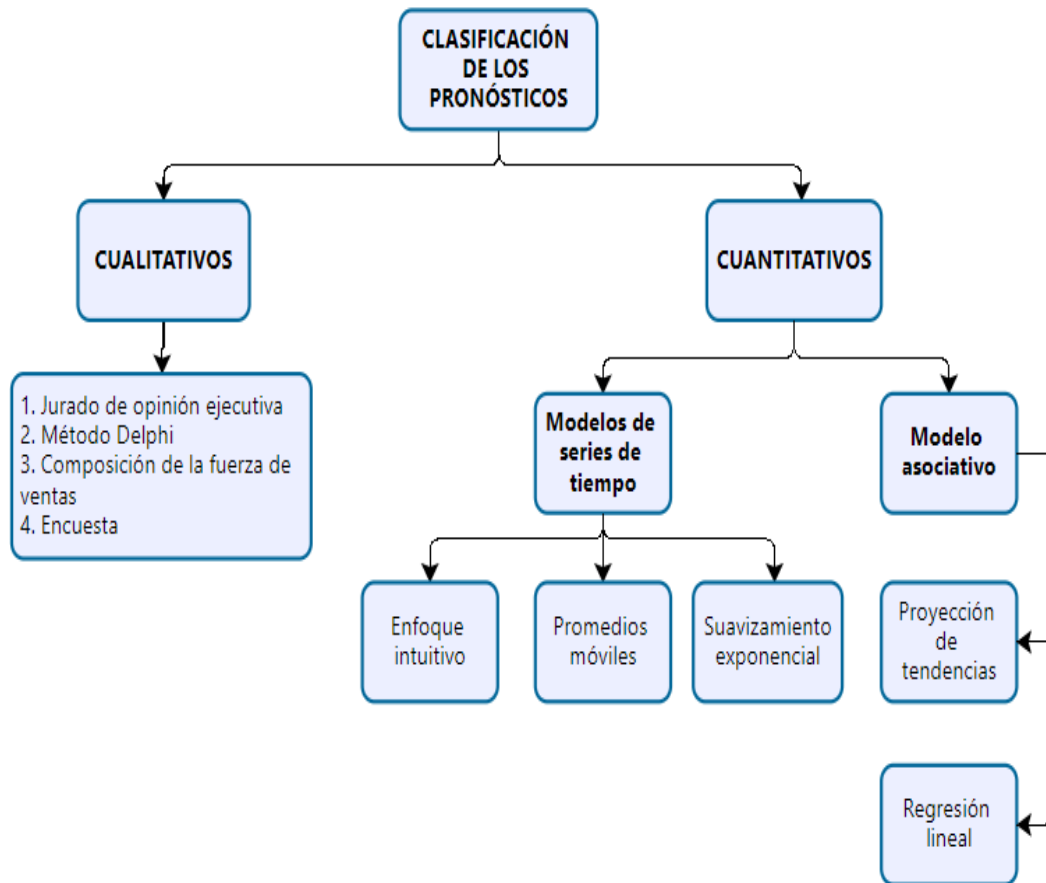 CLASIFICACIÓN
DE LOS
PRONÓSTICOS
CUALITATIVOS
CUANTITATIVOS
1. Jurado de opinión ejecutiva
2. Método Delphi
3. Composición de la fuerza de
ventas
4. Encuesta
Modelos de
series de
tiempo
Modelo
asociativo
Enfoque
intuitivo
Promedios
móviles
Suavizamiento
exponencial
Proyección
de
tendencias
Regresión
lineal